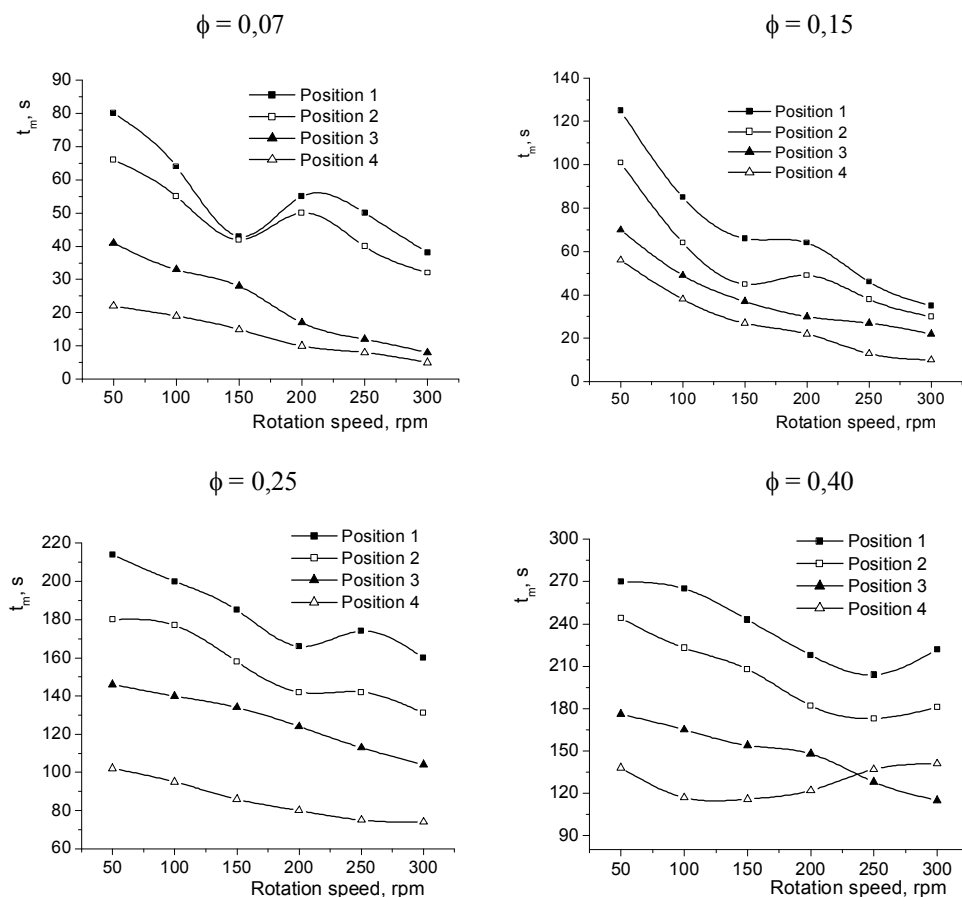 ϕ = 0,07
90
80
70
60
50
40
30
20
10
0
t_m, s
Position 1
Position 2
Position 3
Position 4
50 100 150 200 250 300
Rotation speed, rpm
ϕ = 0,15
140
120
100
80
60
40
20
0
t_m, s
Position 1
Position 2
Position 3
Position 4
50 100 150 200 250 300
Rotation speed, rpm
ϕ = 0,25
220
200
180
160
140
120
100
80
60
t_m, s
Position 1
Position 2
Position 3
Position 4
50 100 150 200 250 300
Rotation speed, rpm
ϕ = 0,40
300
270
240
210
180
150
120
90
t_m, s
Position 1
Position 2
Position 3
Position 4
50 100 150 200 250 300
Rotation speed, rpm